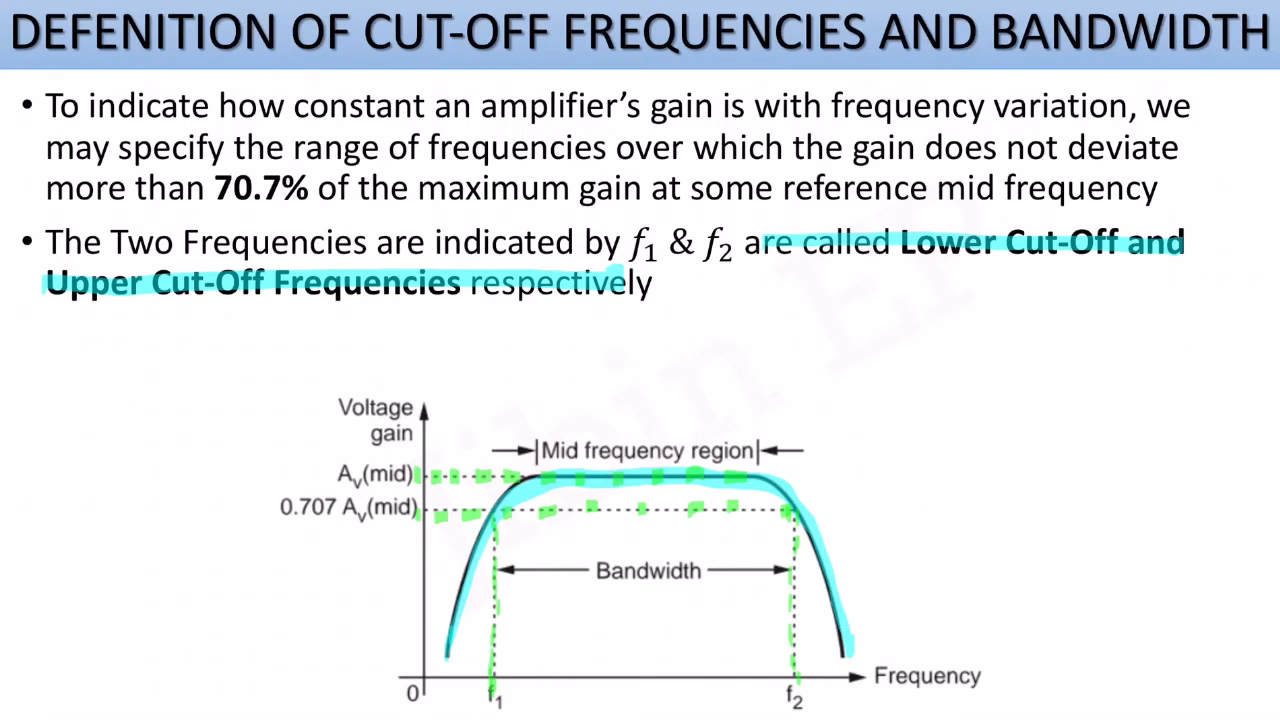 DEFENITION OF CUT-OFF FREQUENCIES AND BANDWIDTH
• To indicate how constant an amplifier's gain is with frequency variation, we
may specify the range of frequencies over which the gain does not deviate
more than 70.7% of the maximum gain at some reference mid frequency
• The Two Frequencies are indicated by f₁ & f₂ are called Lower Cut-Off and
Upper Cut-Off Frequencies respectively
Voltage
gain
Mid frequency region
Aᵥ(mid)
0.707 Aᵥ(mid)
Bandwidth
Frequency
0
f₁
f₂